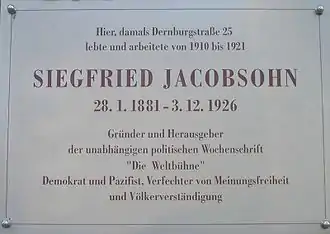 Hier, damals Dernburgstraße 25
lebte und arbeitete von 1910 bis 1921
SIEGFRIED JACOBSOHN
28. 1. 1881 – 3. 12. 1926
Gründer und Herausgeber
der unabhängigen politischen Wochenschrift
"Die Weltbühne"
Demokrat und Pazifist, Verfechter von Meinungsfreiheit
und Völkerverständigung